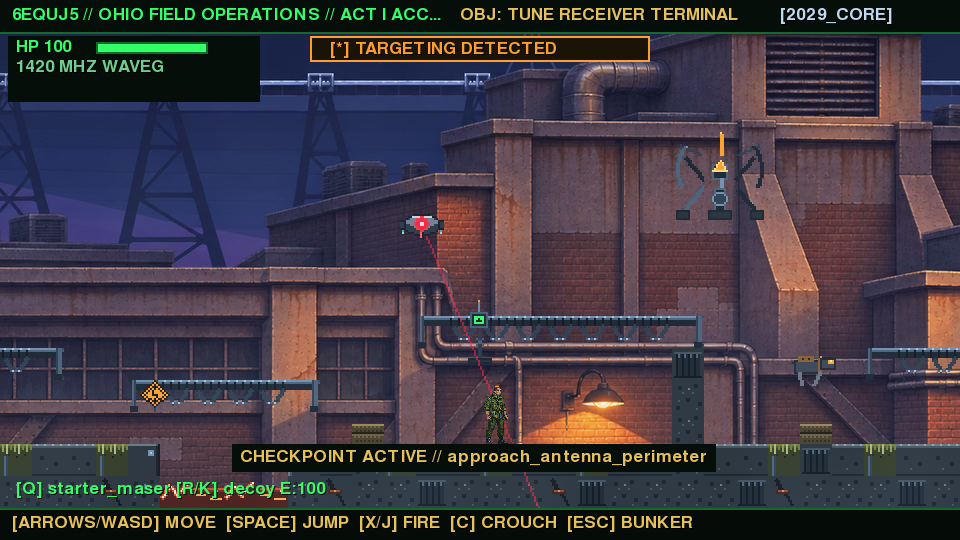 6EQUJ5 // OHIO FIELD OPERATIONS // ACT I ACC... OBJ: TUNE RECEIVER TERMINAL [2029_CORE]
HP 100 [*] TARGETING DETECTED
1420 MHZ WAVEG
CHECKPOINT ACTIVE // approach_antenna_perimeter
[Q] starter_maser [R/K] decoy E:100
[ARROWS/WASD] MOVE [SPACE] JUMP [X/J] FIRE [C] CROUCH [ESC] BUNKER